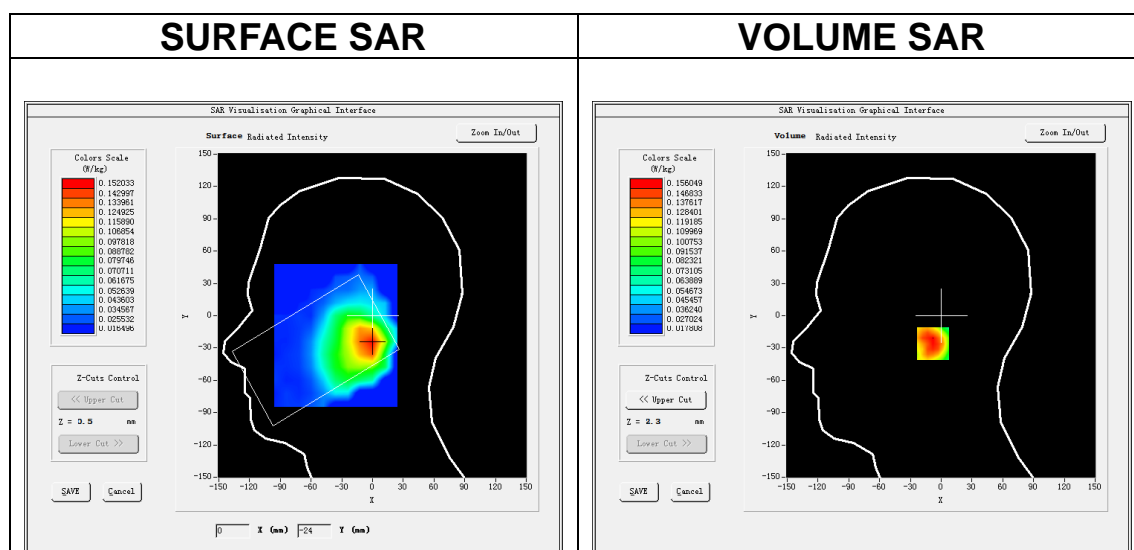 SURFACE SAR
VOLUME SAR
SAR Visualisation Graphical Interface
Surface Radiated Intensity
Zoom In/Out
Colors Scale
(W/kg)
0.152033
0.142997
0.133961
0.124925
0.115890
0.106854
0.097818
0.088782
0.079746
0.070711
0.061675
0.052639
0.043603
0.034567
0.025532
0.016496
150
120
90
60
30
0
-30
-60
-90
-120
-150
Y
-150 -120 -90 -60 -30 0 30 60 90 120 150
X
Z-Cuts Control
<< Upper Cut
Z = 0.5 mm
Lower Cut >>
SAVE Cancel
0 X (mm) -24 Y (mm)
SAR Visualisation Graphical Interface
Volume Radiated Intensity
Zoom In/Out
Colors Scale
(W/kg)
0.156049
0.146833
0.137617
0.128401
0.119185
0.109969
0.100753
0.091537
0.082321
0.073105
0.063889
0.054673
0.045457
0.036240
0.027024
0.017808
150
120
90
60
30
0
-30
-60
-90
-120
-150
Y
-150 -120 -90 -60 -30 0 30 60 90 120 150
X
Z-Cuts Control
<< Upper Cut
Z = 2.3 mm
Lower Cut >>
SAVE Cancel